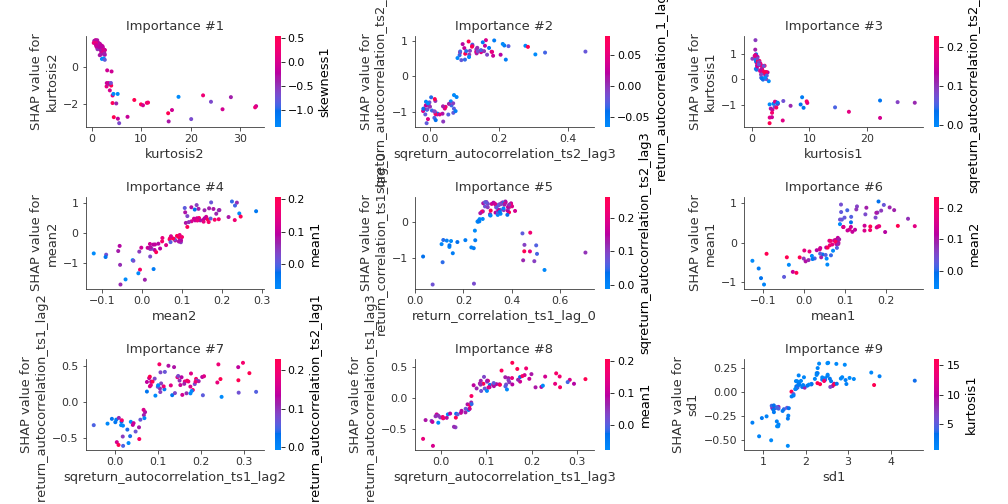 Importance #1
SHAP value for
kurtosis2
0
−2
0
10
20
30
kurtosis2
0.5
0.0
−0.5
−1.0
skewness1
Importance #2
SHAP value for
sqreturn_autocorrelation_ts2_lag3
1
0
−1
0.0
0.2
0.4
sqreturn_autocorrelation_ts2_lag3
0.05
0.00
−0.05
return_autocorrelation_1_lag
Importance #3
SHAP value for
kurtosis1
1
0
−1
0
10
20
kurtosis1
0.2
0.1
0.0
sqreturn_autocorrelation_ts2_
Importance #4
SHAP value for
mean2
1
0
−1
−0.1
0.0
0.1
0.2
0.3
mean2
0.2
0.1
0.0
mean1
Importance #5
SHAP value for
return_correlation_ts1_lag_0
0
−1
0.0
0.2
0.4
0.6
return_correlation_ts1_lag_0
0.2
0.1
0.0
sqreturn_autocorrelation_ts2_lag3
Importance #6
SHAP value for
mean1
1
0
−1
−0.1
0.0
0.1
0.2
mean1
0.2
0.1
0.0
mean2
Importance #7
SHAP value for
sqreturn_autocorrelation_ts1_lag2
0.5
0.0
−0.5
0.0
0.1
0.2
0.3
sqreturn_autocorrelation_ts1_lag2
0.2
0.1
0.0
return_autocorrelation_ts2_lag1
Importance #8
SHAP value for
return_autocorrelation_ts1_lag3
0.5
0.0
−0.5
0.0
0.1
0.2
0.3
sqreturn_autocorrelation_ts1_lag3
0.2
0.1
0.0
mean1
Importance #9
SHAP value for
sd1
0.25
0.00
−0.25
−0.50
1
2
3
4
sd1
15
10
5
kurtosis1